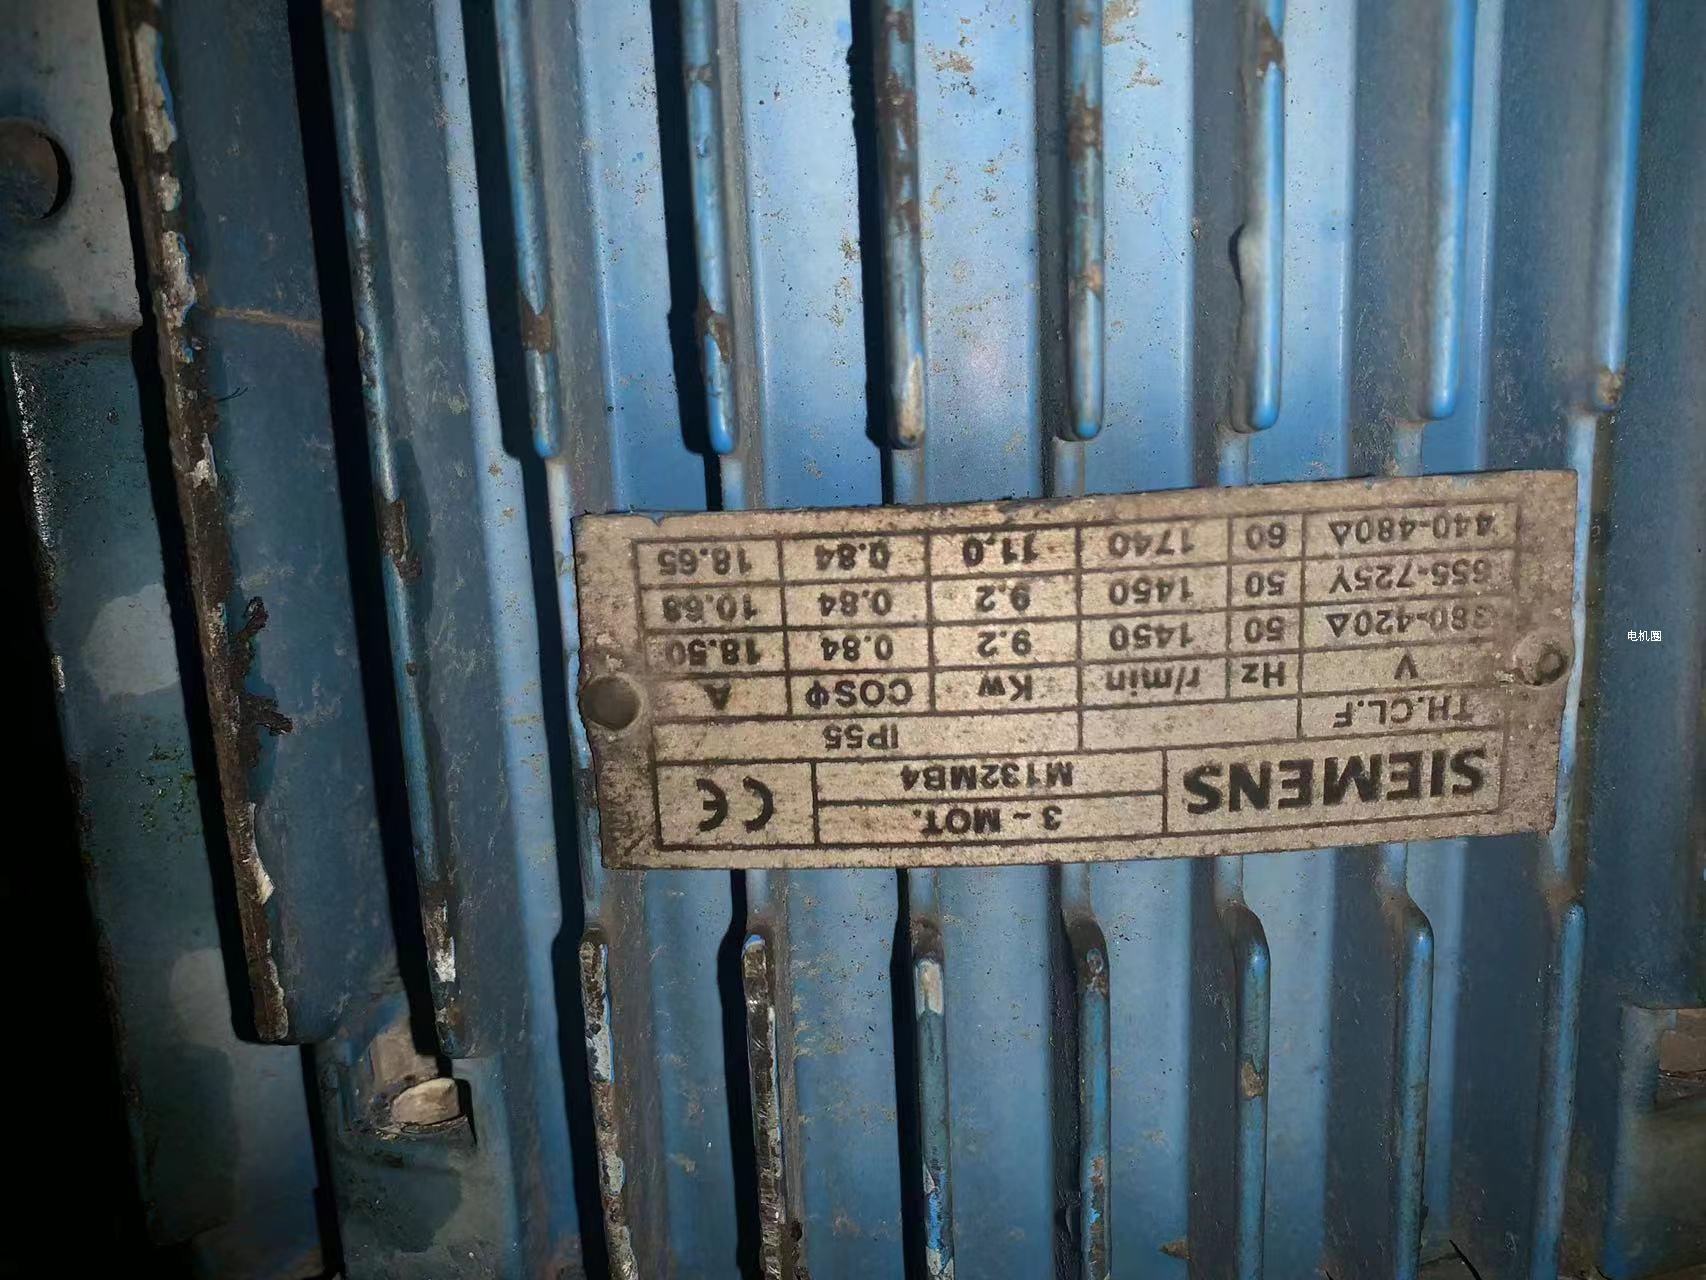 SIEMENS
3 ~ MOT.
M132MB4
CE
TH.CL.F IP55
V Hz r/min Kw COSΦ A
380-420Δ 50 1450 9.2 0.84 18.50
655-725Y 50 1450 9.2 0.84 10.68
440-480Δ 60 1740 11,0 0.84 18.65
电机圈